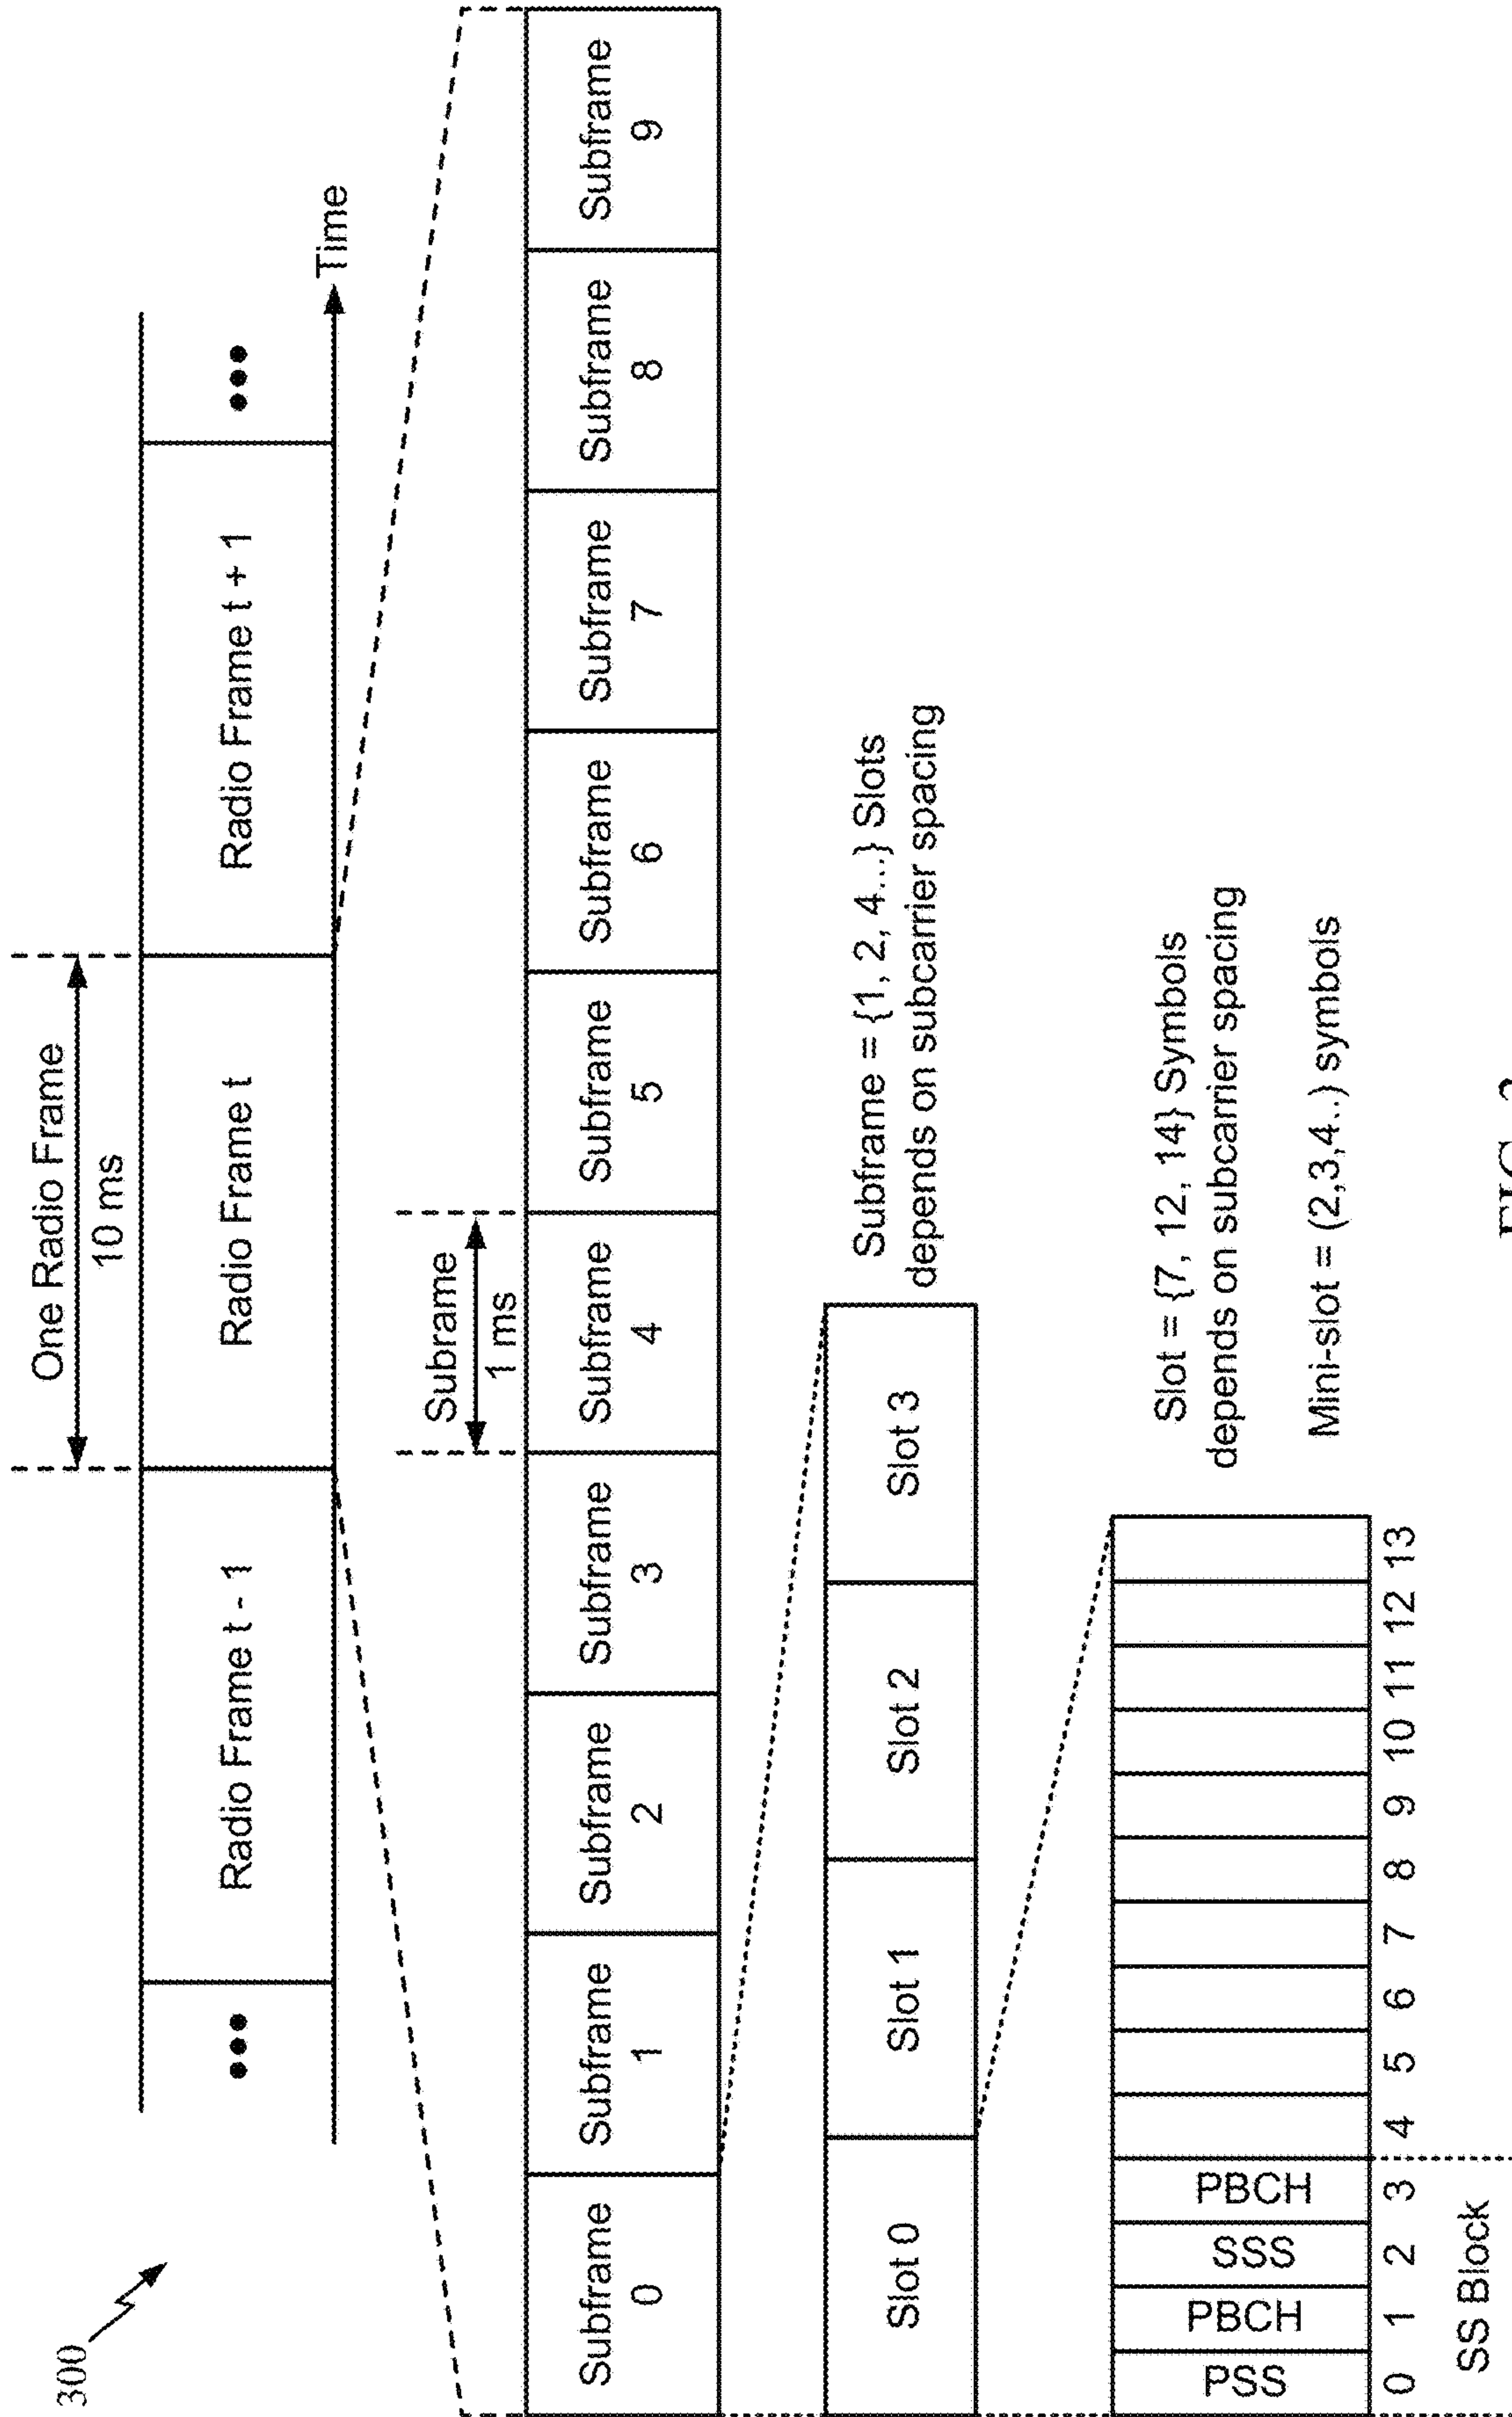 300
One Radio Frame
10 ms
••• Radio Frame t - 1 Radio Frame t Radio Frame t + 1 •••
Time
Subrame
1 ms
Subframe 0
Subframe 1
Subframe 2
Subframe 3
Subframe 4
Subframe 5
Subframe 6
Subframe 7
Subframe 8
Subframe 9
Slot 0 Slot 1 Slot 2 Slot 3
Subframe = {1, 2, 4...} Slots
depends on subcarrier spacing
PSS PBCH SSS PBCH
0 1 2 3 4 5 6 7 8 9 10 11 12 13
SS Block
Slot = {7, 12, 14} Symbols
depends on subcarrier spacing
Mini-slot = (2,3,4..) symbols